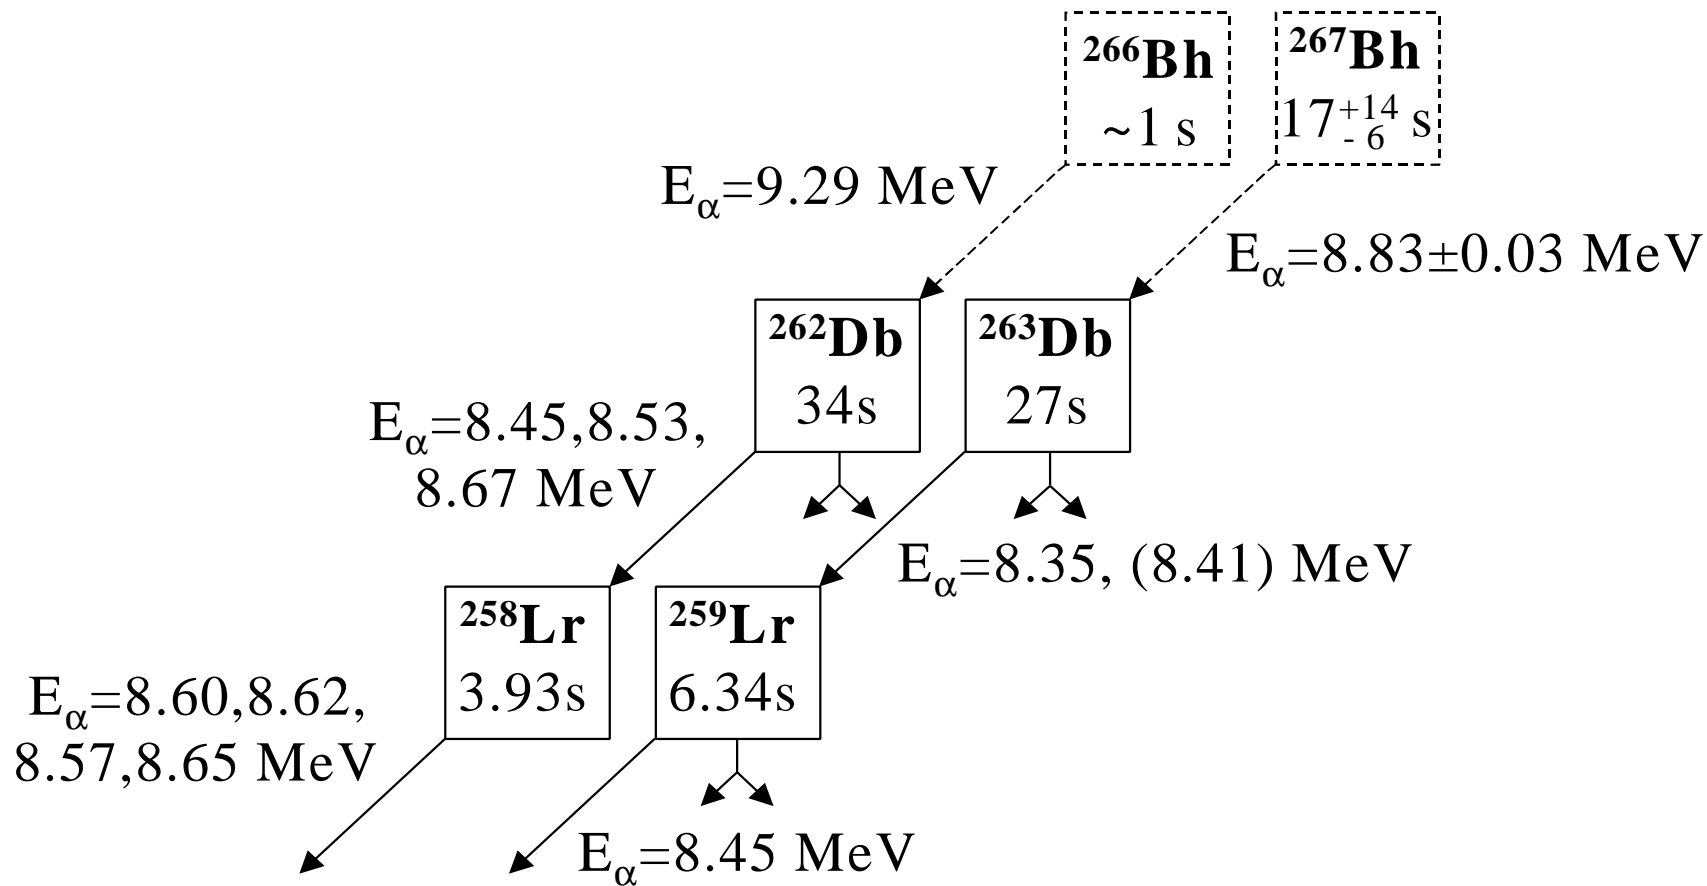 ²⁶⁶Bh
~1 s
²⁶⁷Bh
17⁺¹⁴₋ ₆ s
Eα=9.29 MeV
Eα=8.83±0.03 MeV
²⁶²Db
34s
²⁶³Db
27s
Eα=8.45,8.53,
8.67 MeV
Eα=8.35, (8.41) MeV
²⁵⁸Lr
3.93s
²⁵⁹Lr
6.34s
Eα=8.60,8.62,
8.57,8.65 MeV
Eα=8.45 MeV